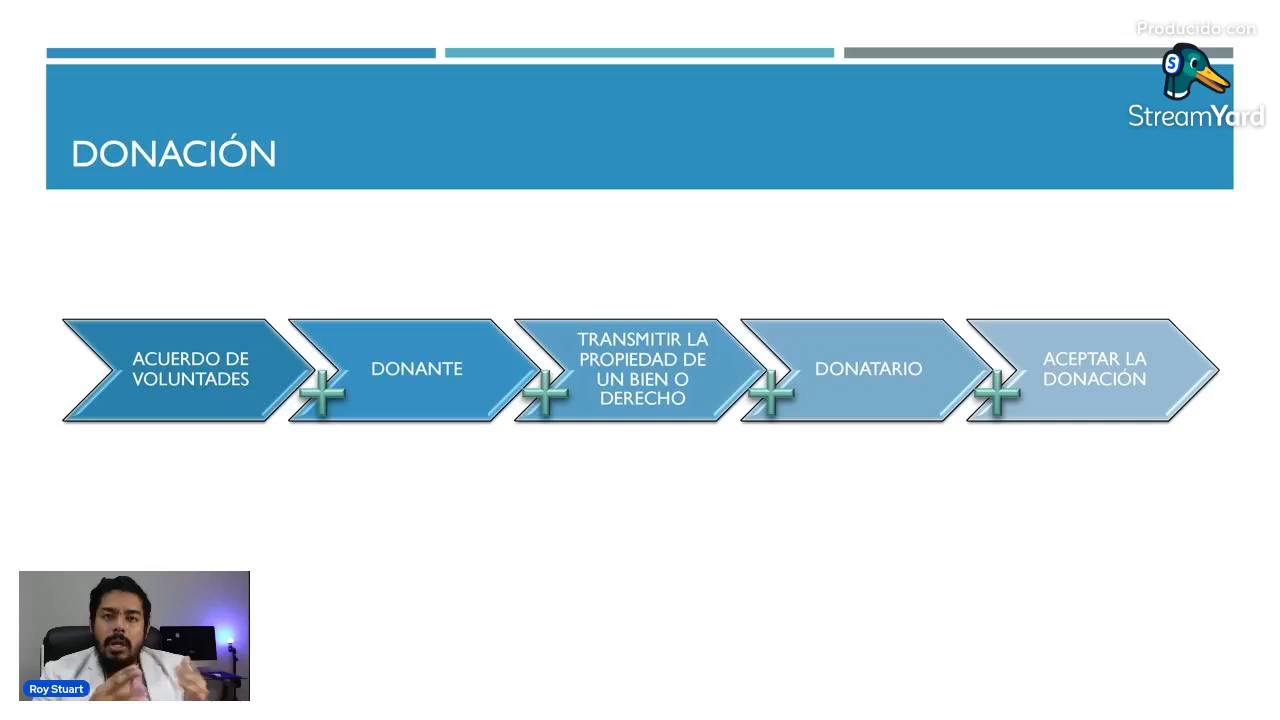 Producido con
StreamYard
DONACIÓN
ACUERDO DE
VOLUNTADES
DONANTE
TRANSMITIR LA
PROPIEDAD DE
UN BIEN O
DERECHO
DONATARIO
ACEPTAR LA
DONACIÓN
Roy Stuart